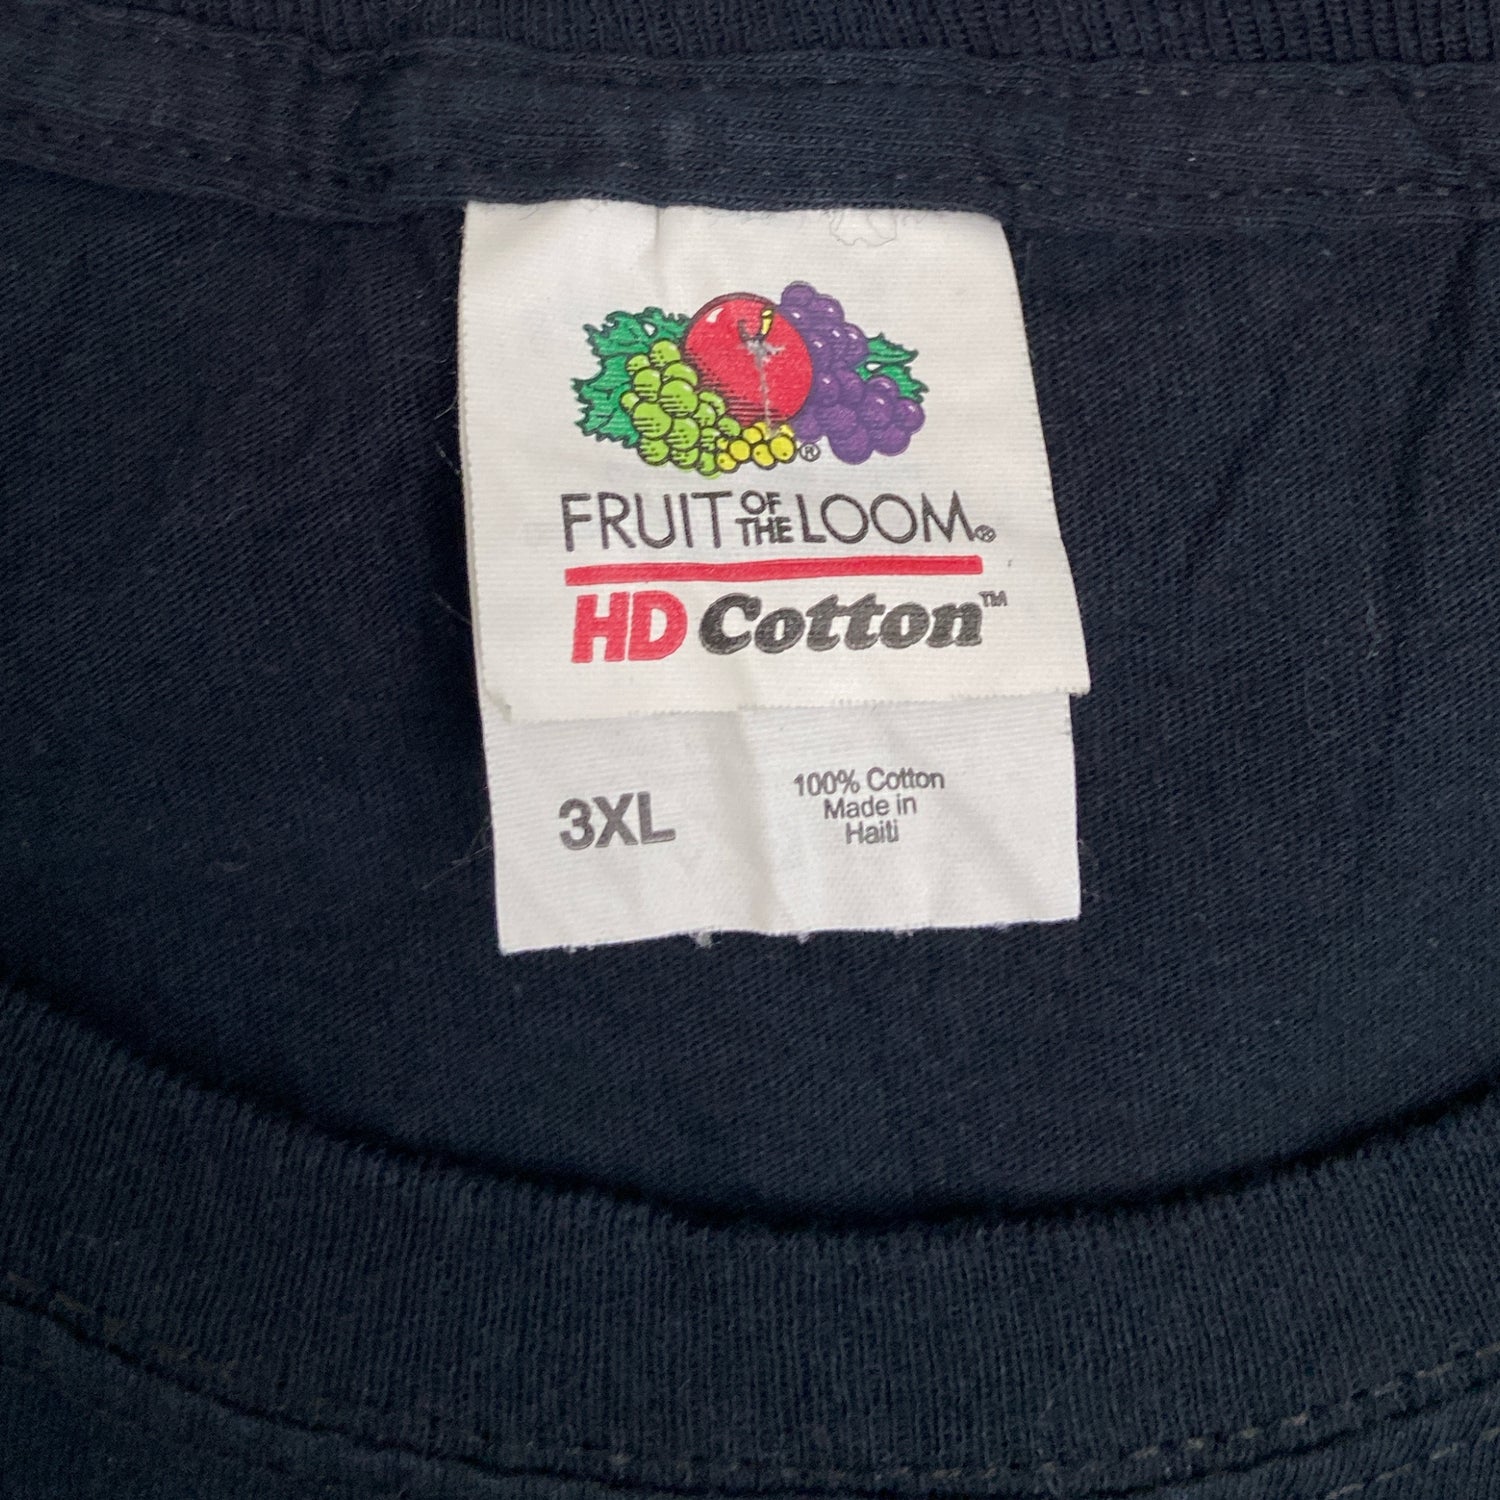 ®
FRUIT OF THE LOOM®
HD Cotton™
3XL
100% Cotton
Made in
Haiti